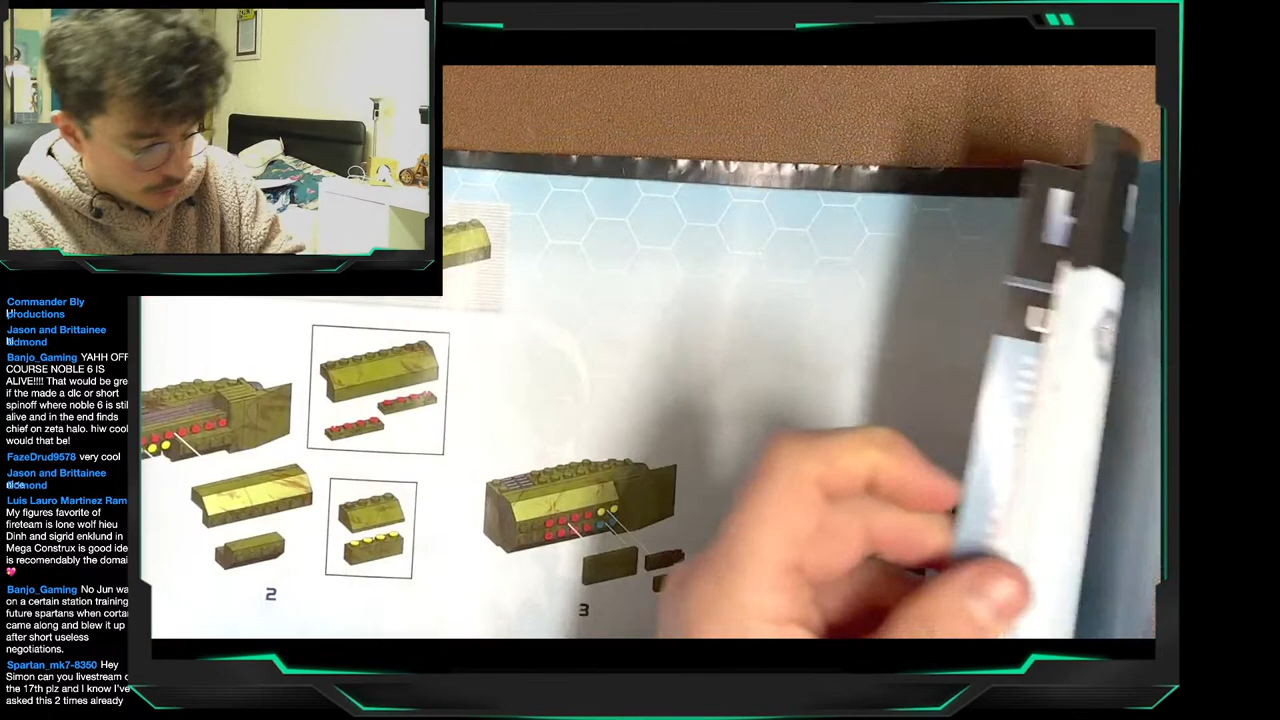 Commander Bly
productions
Jason and Brittainee
Edmond
Banjo_Gaming YAHH OFF
COURSE NOBLE 6 IS
ALIVE!!!! That would be gre
if the made a dlc or short
spinoff where noble 6 is stil
alive and in the end finds
chief on zeta halo. hiw cool
would that be!
FazeDrud9578 very cool
Jason and Brittainee
Edmond
Luis Lauro Martinez Ram
My figures favorite of
fireteam is lone wolf hieu
Dinh and sigrid enklund in
Mega Construx is good ide
is recomendably the domai
💖
Banjo_Gaming No Jun wa
on a certain station training
future spartans when cortan
came along and blew it up
after short useless
negotiations.
Spartan_mk7-8350 Hey
Simon can you livestream o
the 17th plz and I know I've
asked this 2 times already
2
3